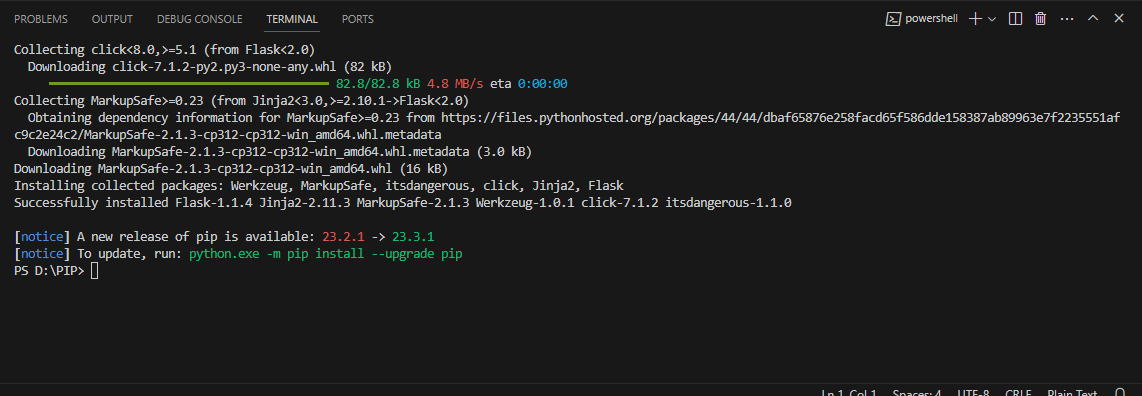 PROBLEMS OUTPUT DEBUG CONSOLE TERMINAL PORTS powershell
Collecting click<8.0,>=5.1 (from Flask<2.0)
  Downloading click-7.1.2-py2.py3-none-any.whl (82 kB)
     82.8/82.8 kB 4.8 MB/s eta 0:00:00
Collecting MarkupSafe>=0.23 (from Jinja2<3.0,>=2.10.1->Flask<2.0)
  Obtaining dependency information for MarkupSafe>=0.23 from https://files.pythonhosted.org/packages/44/44/dbaf65876e258facd65f586dde158387ab89963e7f2235551af
c9c2e24c2/MarkupSafe-2.1.3-cp312-cp312-win_amd64.whl.metadata
  Downloading MarkupSafe-2.1.3-cp312-cp312-win_amd64.whl.metadata (3.0 kB)
Downloading MarkupSafe-2.1.3-cp312-cp312-win_amd64.whl (16 kB)
Installing collected packages: Werkzeug, MarkupSafe, itsdangerous, click, Jinja2, Flask
Successfully installed Flask-1.1.4 Jinja2-2.11.3 MarkupSafe-2.1.3 Werkzeug-1.0.1 click-7.1.2 itsdangerous-1.1.0
[notice] A new release of pip is available: 23.2.1 -> 23.3.1
[notice] To update, run: python.exe -m pip install --upgrade pip
PS D:\PIP>
Ln 1, Col 1 Spaces: 4 UTF-8 CRLF Plain Text